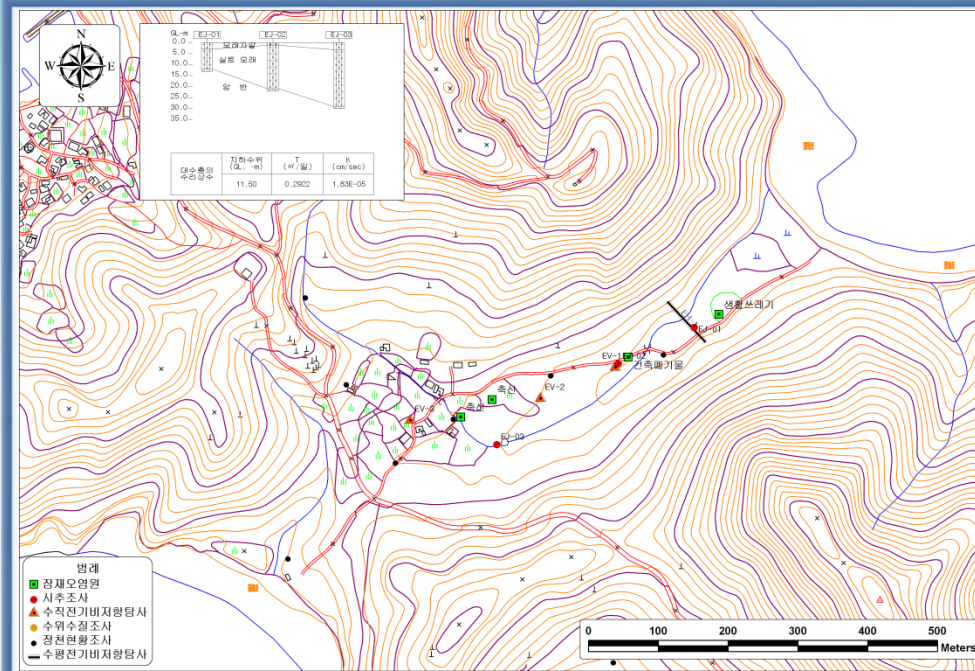 N
W E
S
GL-m EJ-01 EJ-02 EJ-03
0.0
5.0
10.0
15.0
20.0
25.0
30.0
35.0
모래자갈
실트 모래
암 반
대수층의 수리상수
지하수위 (GL. -m)
T (㎡/일)
K (cm/sec)
11.50 0.2922 1.83E-05
생활쓰레기
EJ-01
EV-1
-02
건축폐기물
EV-2
축산
축산
EV-3
EJ-03
범례
잠재오염원
시추조사
수직전기비저항탐사
수위수질조사
정천현황조사
수평전기비저항탐사
0 100 200 300 400 500
Meters